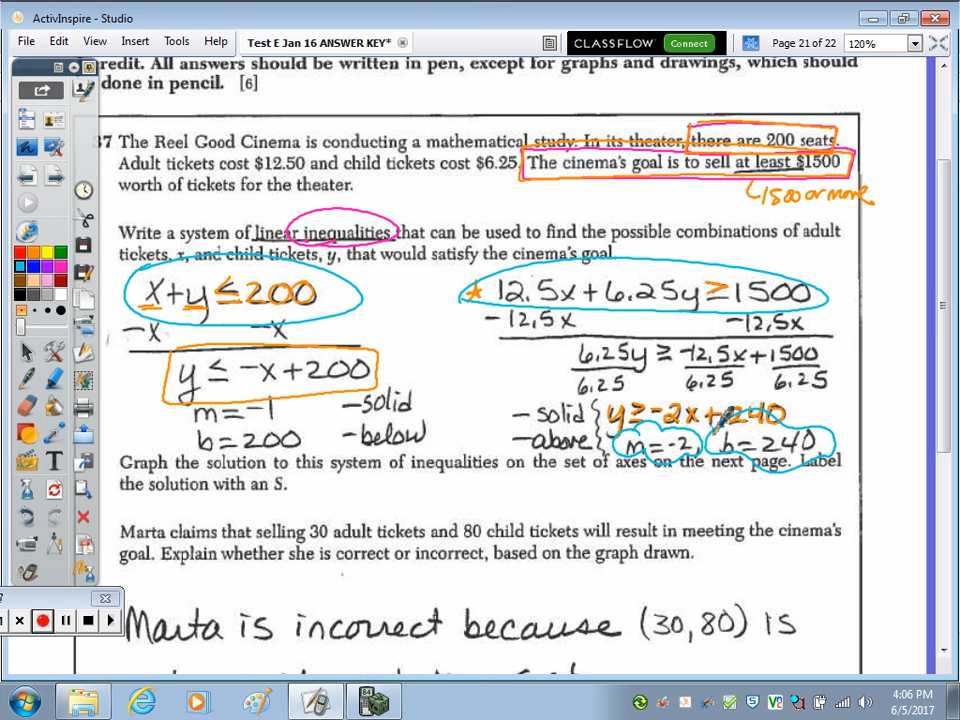 ActivInspire - Studio
File Edit View Insert Tools Help
Test E Jan 16 ANSWER KEY*
CLASSFLOW Connect
Page 21 of 22
120%
redit. All answers should be written in pen, except for graphs and drawings, which should
done in pencil. [6]
37 The Reel Good Cinema is conducting a mathematical study. In its theater, there are 200 seats.
Adult tickets cost $12.50 and child tickets cost $6.25. The cinema's goal is to sell at least $1500
worth of tickets for the theater.
1500 or more
Write a system of linear inequalities that can be used to find the possible combinations of adult
tickets, x, and child tickets, y, that would satisfy the cinema's goal.
x+y ≤ 200
* 12.5x + 6.25y ≥ 1500
-x -x
-12.5x -12.5x
y ≤ -x+200
6.25y ≥ -12.5x+1500
6.25 6.25 6.25
m=-1 -solid
b=200 -below
-solid y≥-2x+240
-above m=-2, b=240
Graph the solution to this system of inequalities on the set of axes on the next page. Label
the solution with an S.
Marta claims that selling 30 adult tickets and 80 child tickets will result in meeting the cinema's
goal. Explain whether she is correct or incorrect, based on the graph drawn.
Marta is incorrect because (30,80) is
4:06 PM
6/5/2017